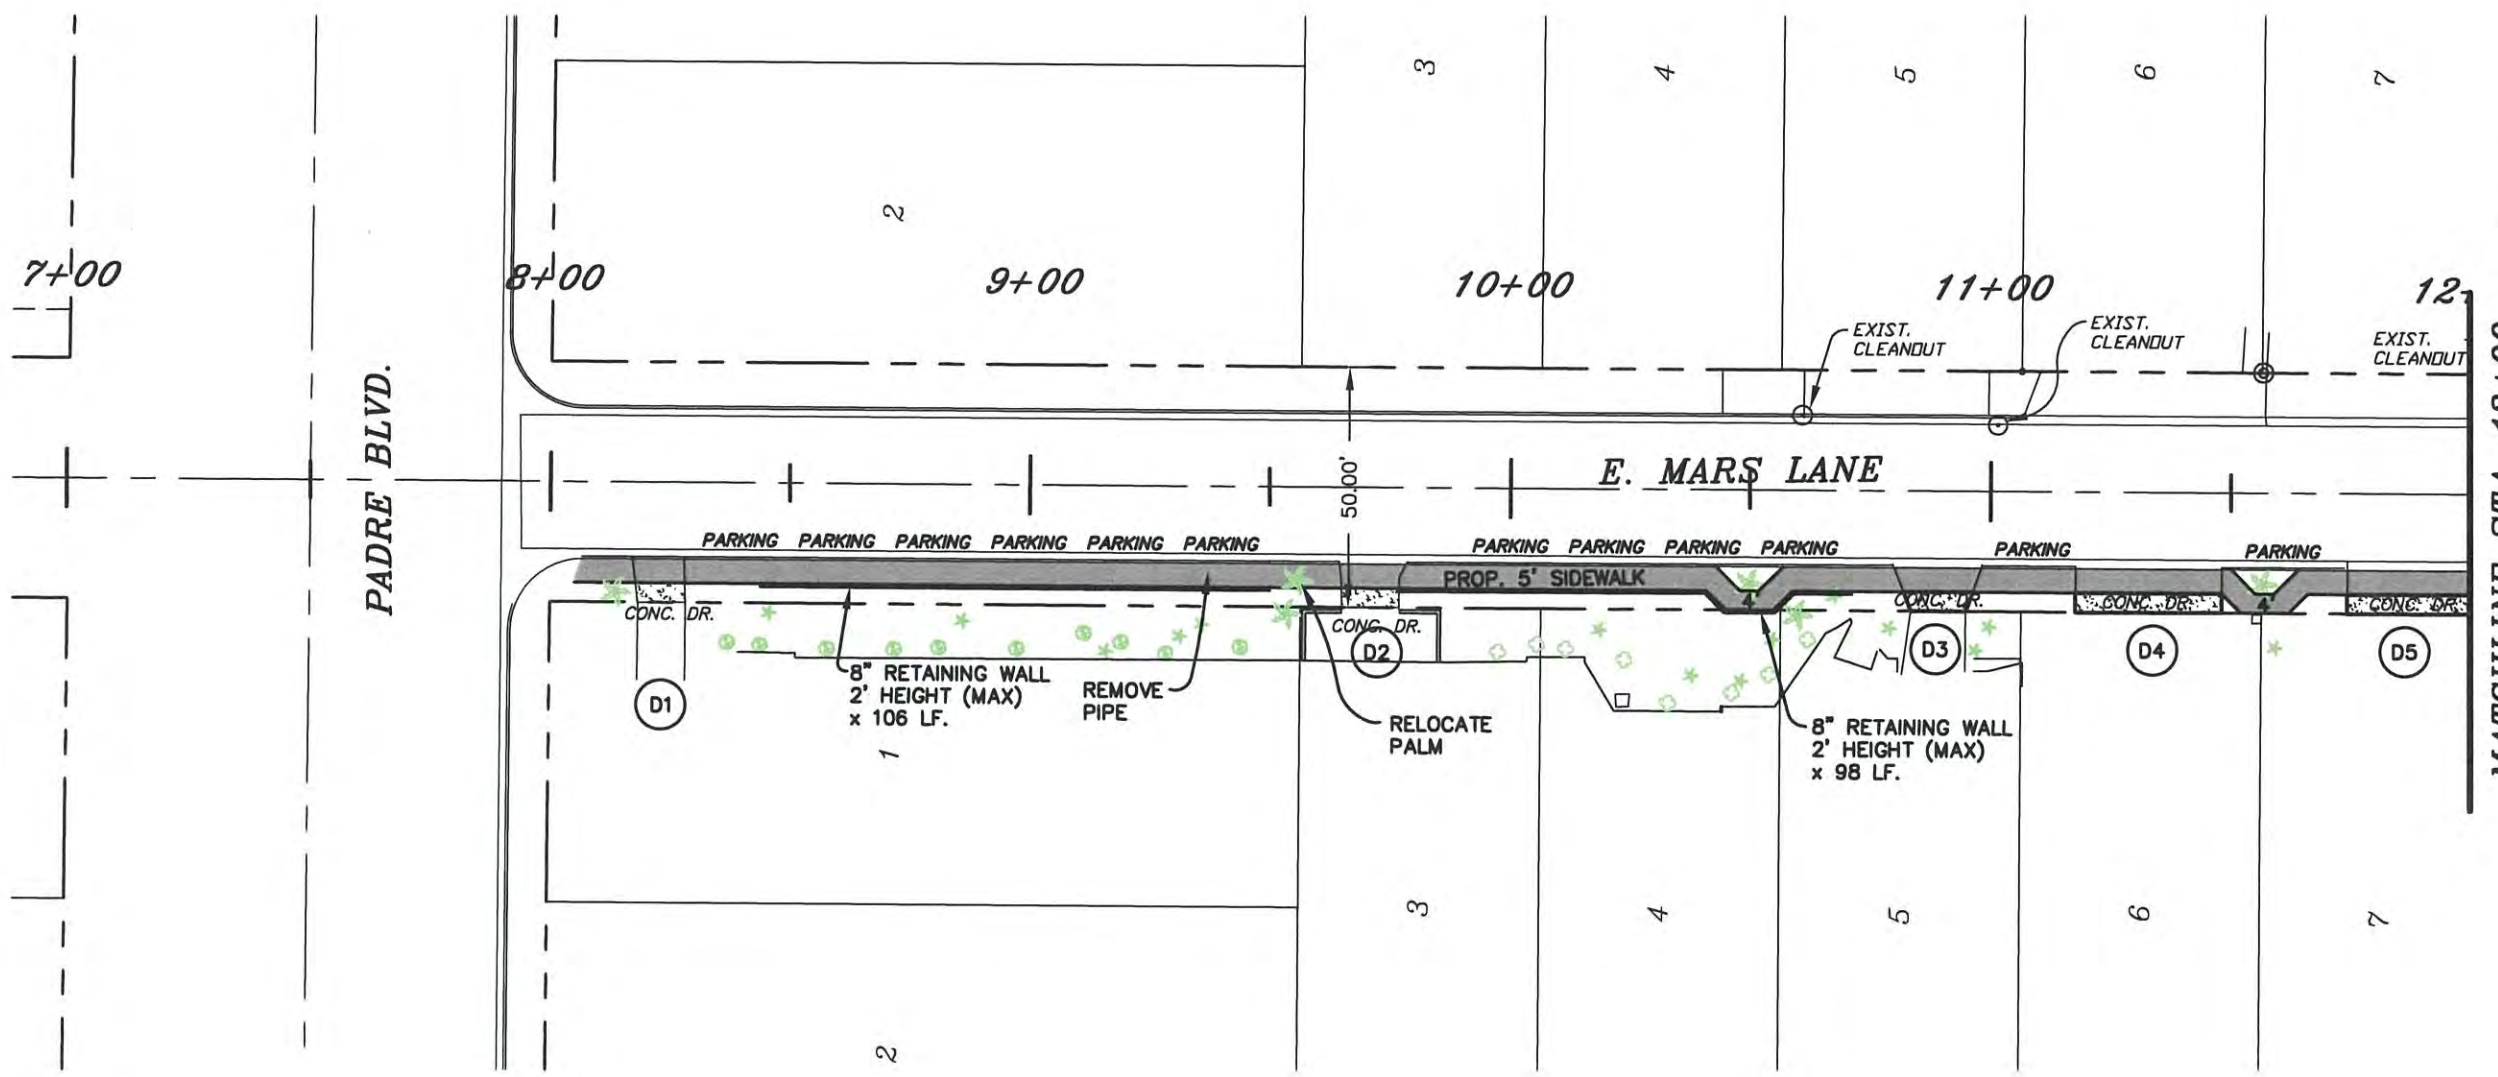 3
4
5
6
7
2
7+00
8+00
9+00
10+00
11+00
12
EXIST.
CLEANOUT
EXIST.
CLEANOUT
EXIST.
CLEANOUT
PADRE BLVD.
E. MARS LANE
50.00'
PARKING PARKING PARKING PARKING PARKING PARKING
PARKING PARKING PARKING PARKING
PARKING
PARKING
PROP. 5' SIDEWALK
4'
4'
CONC. DR.
CONC. DR.
CONC. DR.
CONC. DR.
CONC. DR.
D1
D2
D3
D4
D5
8" RETAINING WALL
2' HEIGHT (MAX)
x 106 LF.
REMOVE
PIPE
RELOCATE
PALM
8" RETAINING WALL
2' HEIGHT (MAX)
x 98 LF.
1
3
4
5
6
7
2